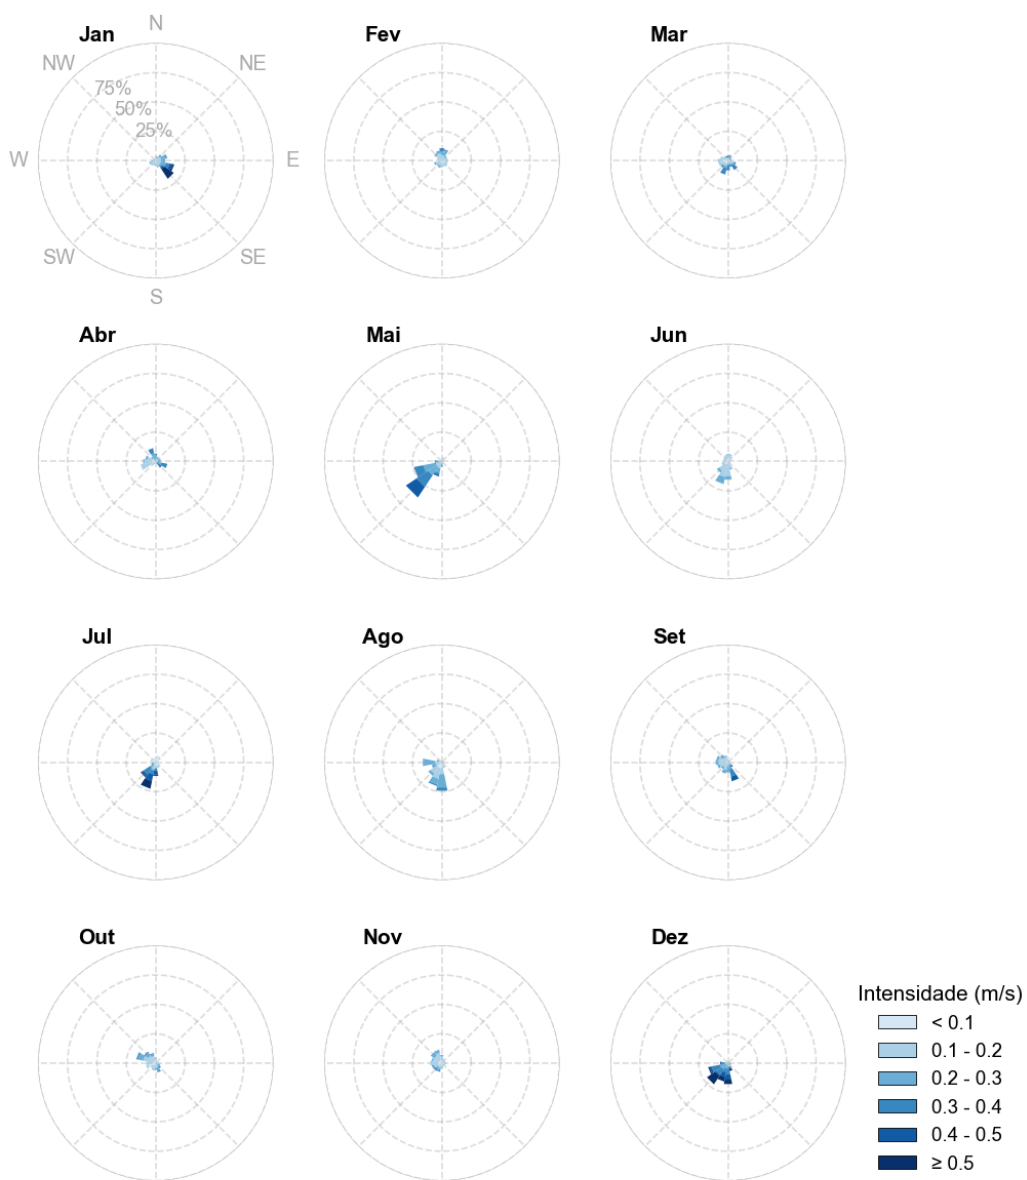 Jan
N
Fev
Mar
NW
NE
75%
50%
25%
W
E
SW
SE
S
Abr
Mai
Jun
Jul
Ago
Set
Out
Nov
Dez
Intensidade (m/s)
< 0.1
0.1 - 0.2
0.2 - 0.3
0.3 - 0.4
0.4 - 0.5
≥ 0.5